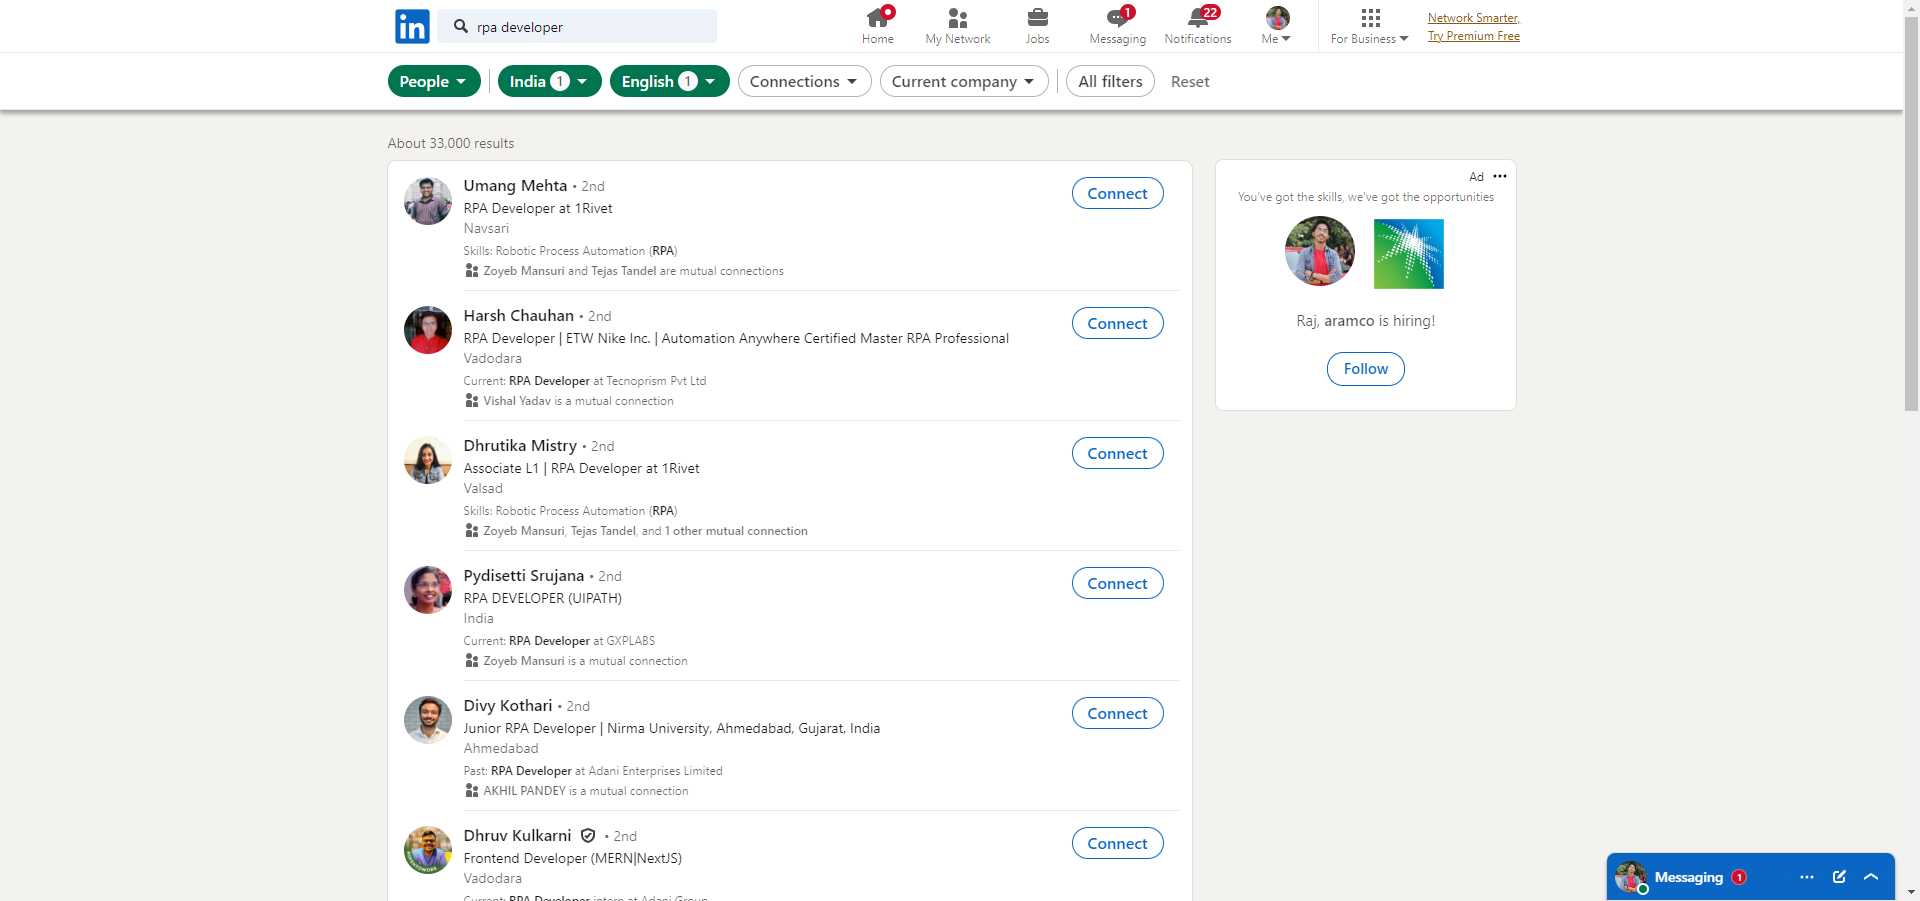 in
rpa developer
Home
My Network
Jobs
1
Messaging
22
Notifications
Me
For Business
Network Smarter,
Try Premium Free
People
India 1
English 1
Connections
Current company
All filters
Reset
About 33,000 results
Umang Mehta • 2nd
RPA Developer at 1Rivet
Navsari
Skills: Robotic Process Automation (RPA)
Zoyeb Mansuri and Tejas Tandel are mutual connections
Connect
Harsh Chauhan • 2nd
RPA Developer | ETW Nike Inc. | Automation Anywhere Certified Master RPA Professional
Vadodara
Current: RPA Developer at Tecnoprism Pvt Ltd
Vishal Yadav is a mutual connection
Connect
Dhrutika Mistry • 2nd
Associate L1 | RPA Developer at 1Rivet
Valsad
Skills: Robotic Process Automation (RPA)
Zoyeb Mansuri, Tejas Tandel, and 1 other mutual connection
Connect
Pydisetti Srujana • 2nd
RPA DEVELOPER (UIPATH)
India
Current: RPA Developer at GXPLABS
Zoyeb Mansuri is a mutual connection
Connect
Divy Kothari • 2nd
Junior RPA Developer | Nirma University, Ahmedabad, Gujarat, India
Ahmedabad
Past: RPA Developer at Adani Enterprises Limited
AKHIL PANDEY is a mutual connection
Connect
Dhruv Kulkarni • 2nd
Frontend Developer (MERN|NextJS)
Vadodara
Current: RPA Developer intern at Adani Group
Connect
Ad
You've got the skills, we've got the opportunities
Raj, aramco is hiring!
Follow
Messaging 1